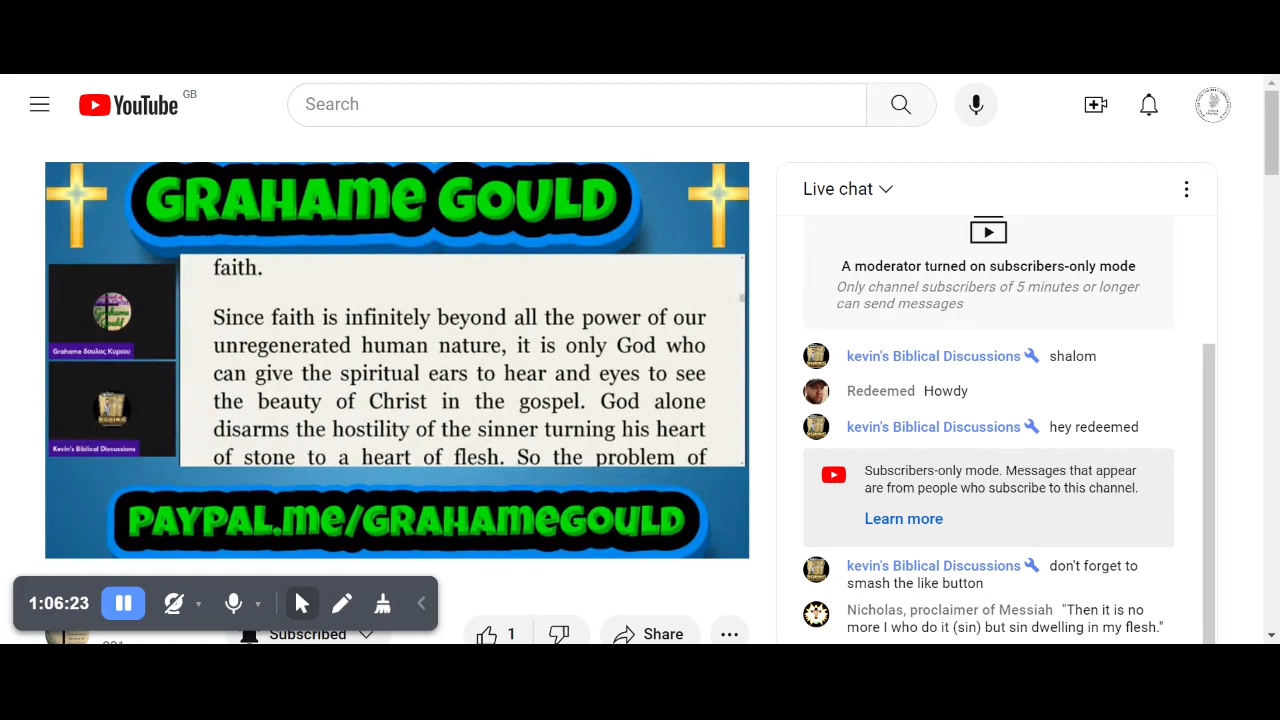 YouTube GB
Search
GRAHAME GOULD
faith.
Since faith is infinitely beyond all the power of our
unregenerated human nature, it is only God who
can give the spiritual ears to hear and eyes to see
the beauty of Christ in the gospel. God alone
disarms the hostility of the sinner turning his heart
of stone to a heart of flesh. So the problem of
Grahame δουλος Κυριου
Kevin's Biblical Discussions
PAYPAL.ME/GRAHAMEGOULD
1:06:23
Subscribed
1
Share
Live chat
A moderator turned on subscribers-only mode
Only channel subscribers of 5 minutes or longer
can send messages
kevin's Biblical Discussions shalom
Redeemed Howdy
kevin's Biblical Discussions hey redeemed
Subscribers-only mode. Messages that appear
are from people who subscribe to this channel.
Learn more
kevin's Biblical Discussions don't forget to
smash the like button
Nicholas, proclaimer of Messiah "Then it is no
more I who do it (sin) but sin dwelling in my flesh."